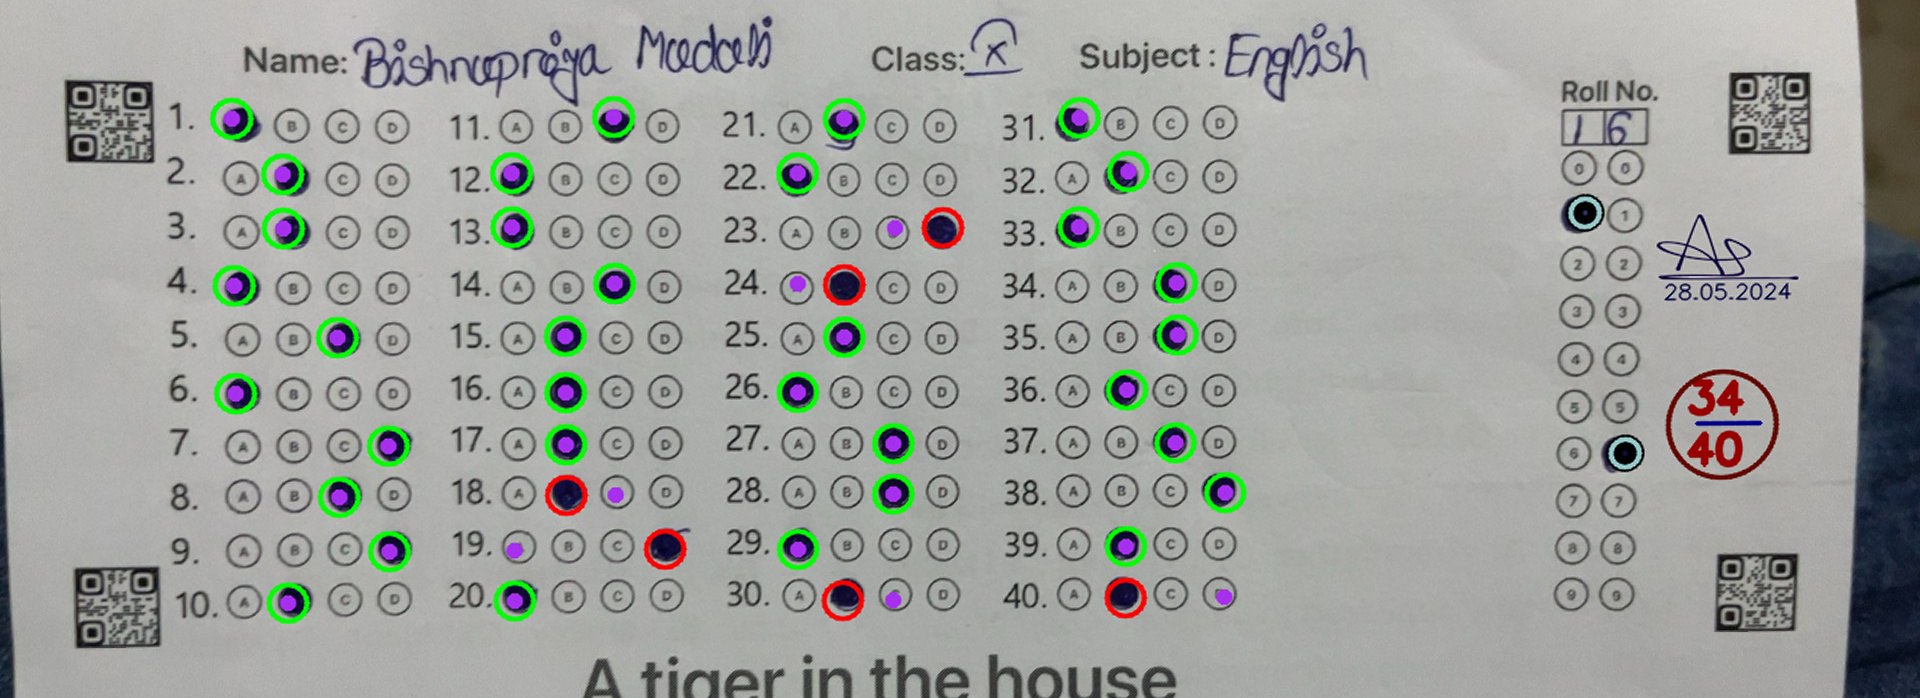 Name: Bishnupriya Madali Class: X Subject: English
Roll No.
16
1. B C D 11. A B D 21. A C D 31. B C D
2. A C D 12. B C D 22. B C D 32. A C D
3. A C D 13. B C D 23. A B 33. B C D
4. B C D 14. A B D 24. C D 34. A B D
5. A B D 15. A C D 25. A C D 35. A B D
6. B C D 16. A C D 26. B C D 36. A C D
7. A B C 17. A C D 27. A B D 37. A B D
8. A B D 18. A D 28. A B D 38. A B C
9. A B C 19. B C 29. B C D 39. A C D
10. A C D 20. B C D 30. A D 40. A C
0 0
1
2 2
3 3
4 4
5 5
6
7 7
8 8
9 9
As
28.05.2024
34
40
A tiger in the house